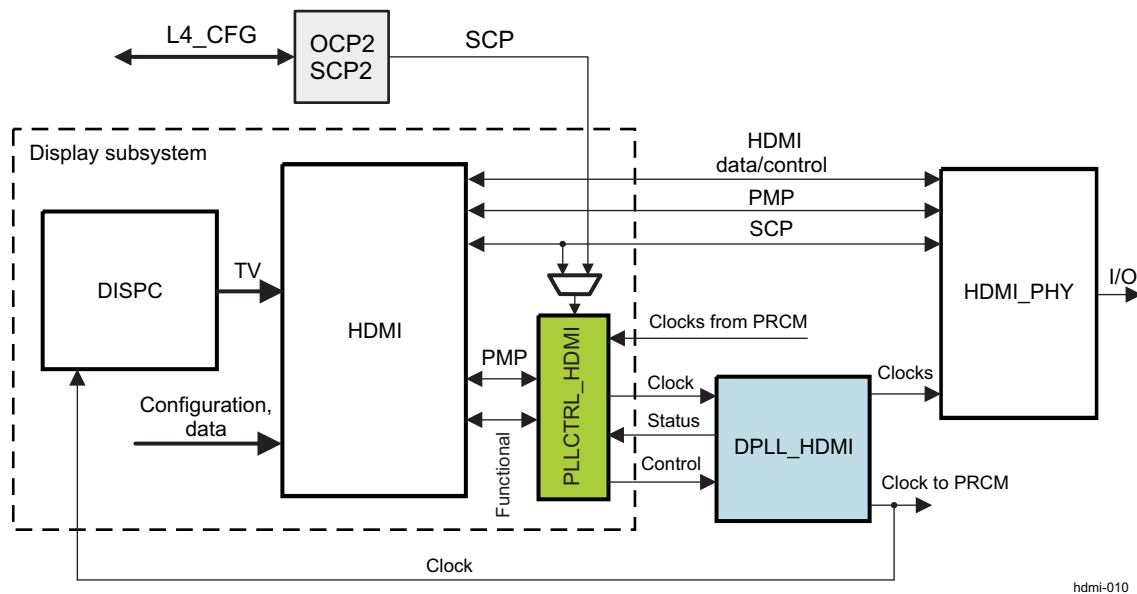 L4_CFG
OCP2
SCP2
SCP
Display subsystem
HDMI
data/control
PMP
SCP
DISPC
TV
HDMI
HDMI_PHY
I/O
PLLCTRL_HDMI
Clocks from PRCM
PMP
Clock
Clocks
Configuration,
data
Functional
Status
DPLL_HDMI
Control
Clock to PRCM
Clock
hdmi-010